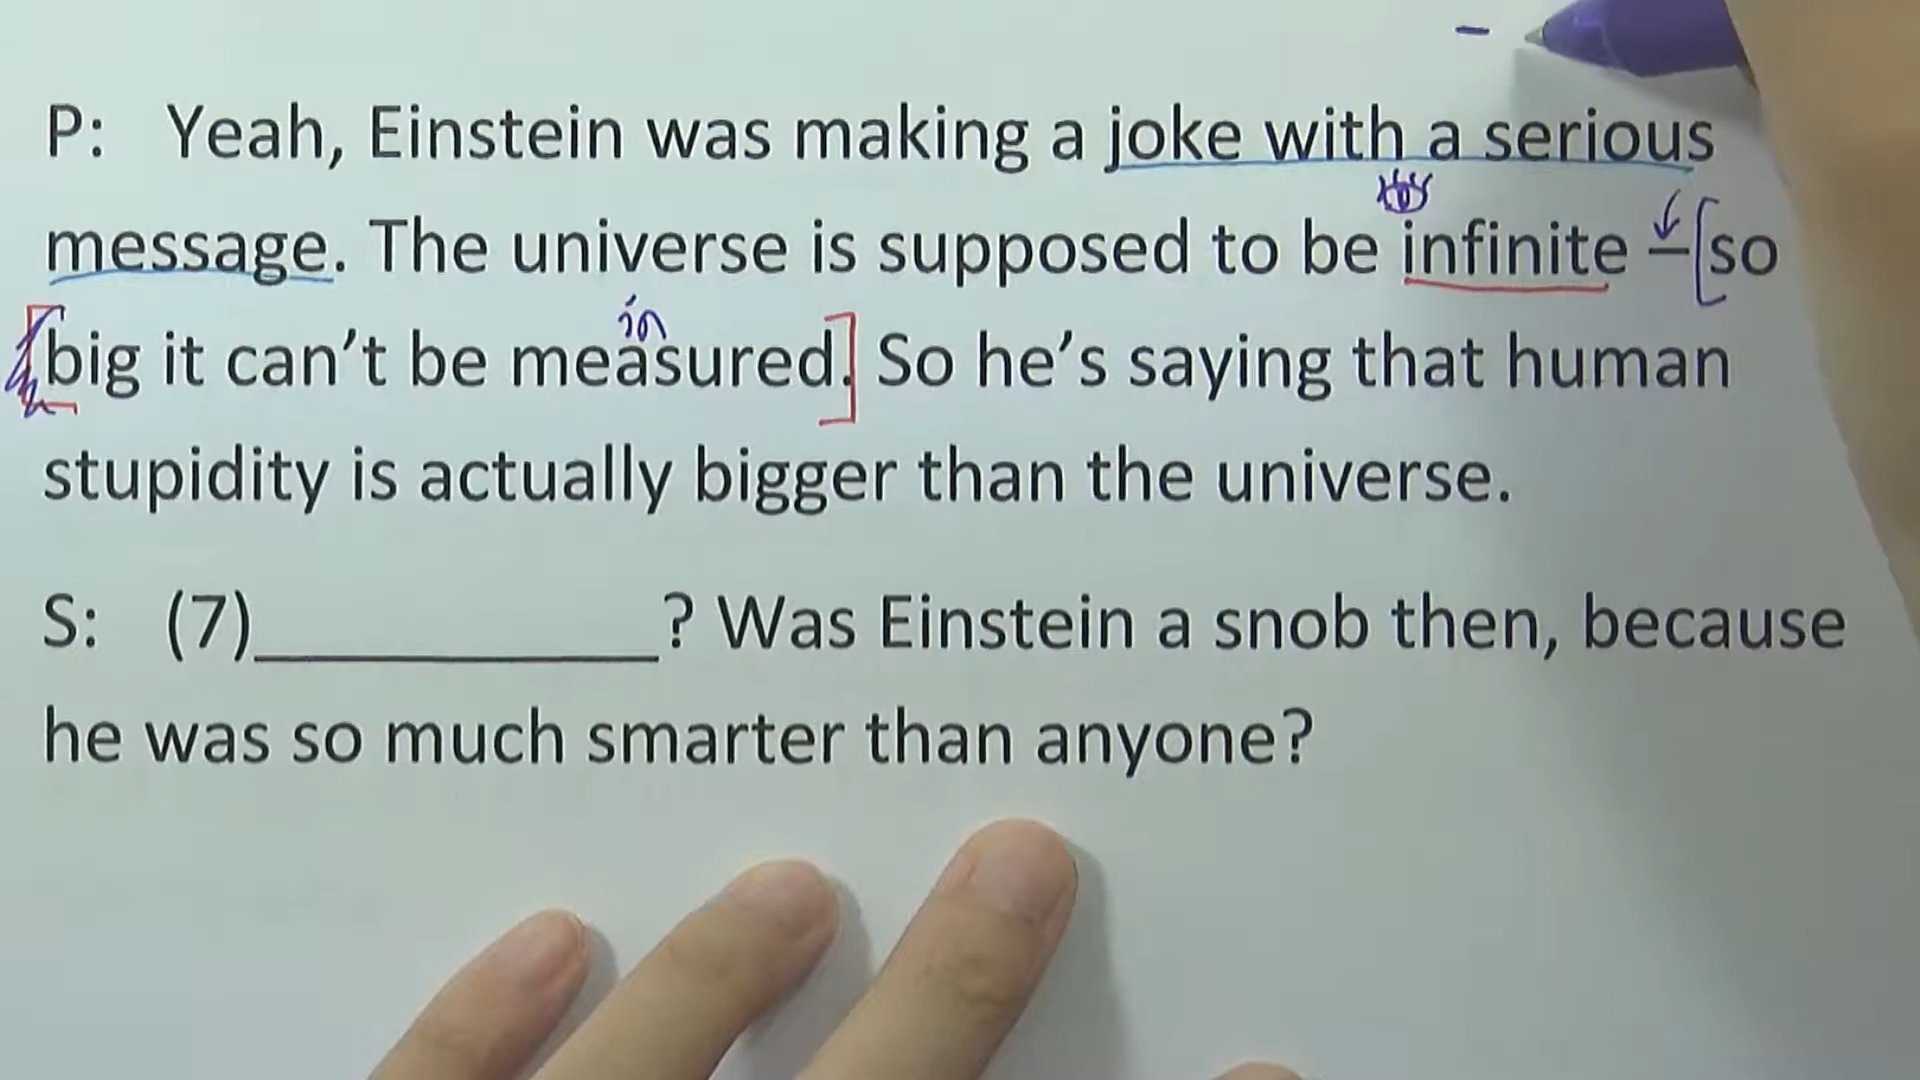 P: Yeah, Einstein was making a joke with a serious
message. The universe is supposed to be infinite – so
big it can't be measured. So he's saying that human
stupidity is actually bigger than the universe.
S: (7)__________? Was Einstein a snob then, because
he was so much smarter than anyone?